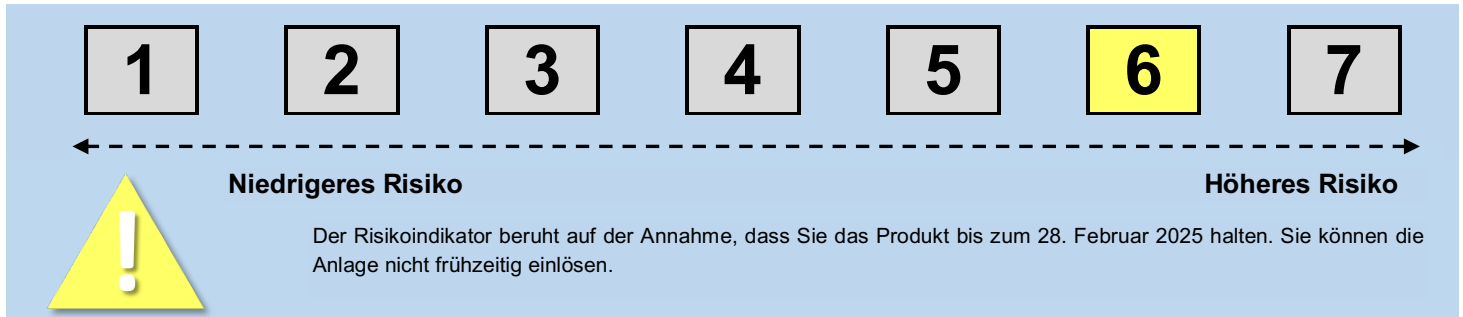 1 2 3 4 5 6 7
Niedrigeres Risiko Höheres Risiko
!
Der Risikoindikator beruht auf der Annahme, dass Sie das Produkt bis zum 28. Februar 2025 halten. Sie können die
Anlage nicht frühzeitig einlösen.